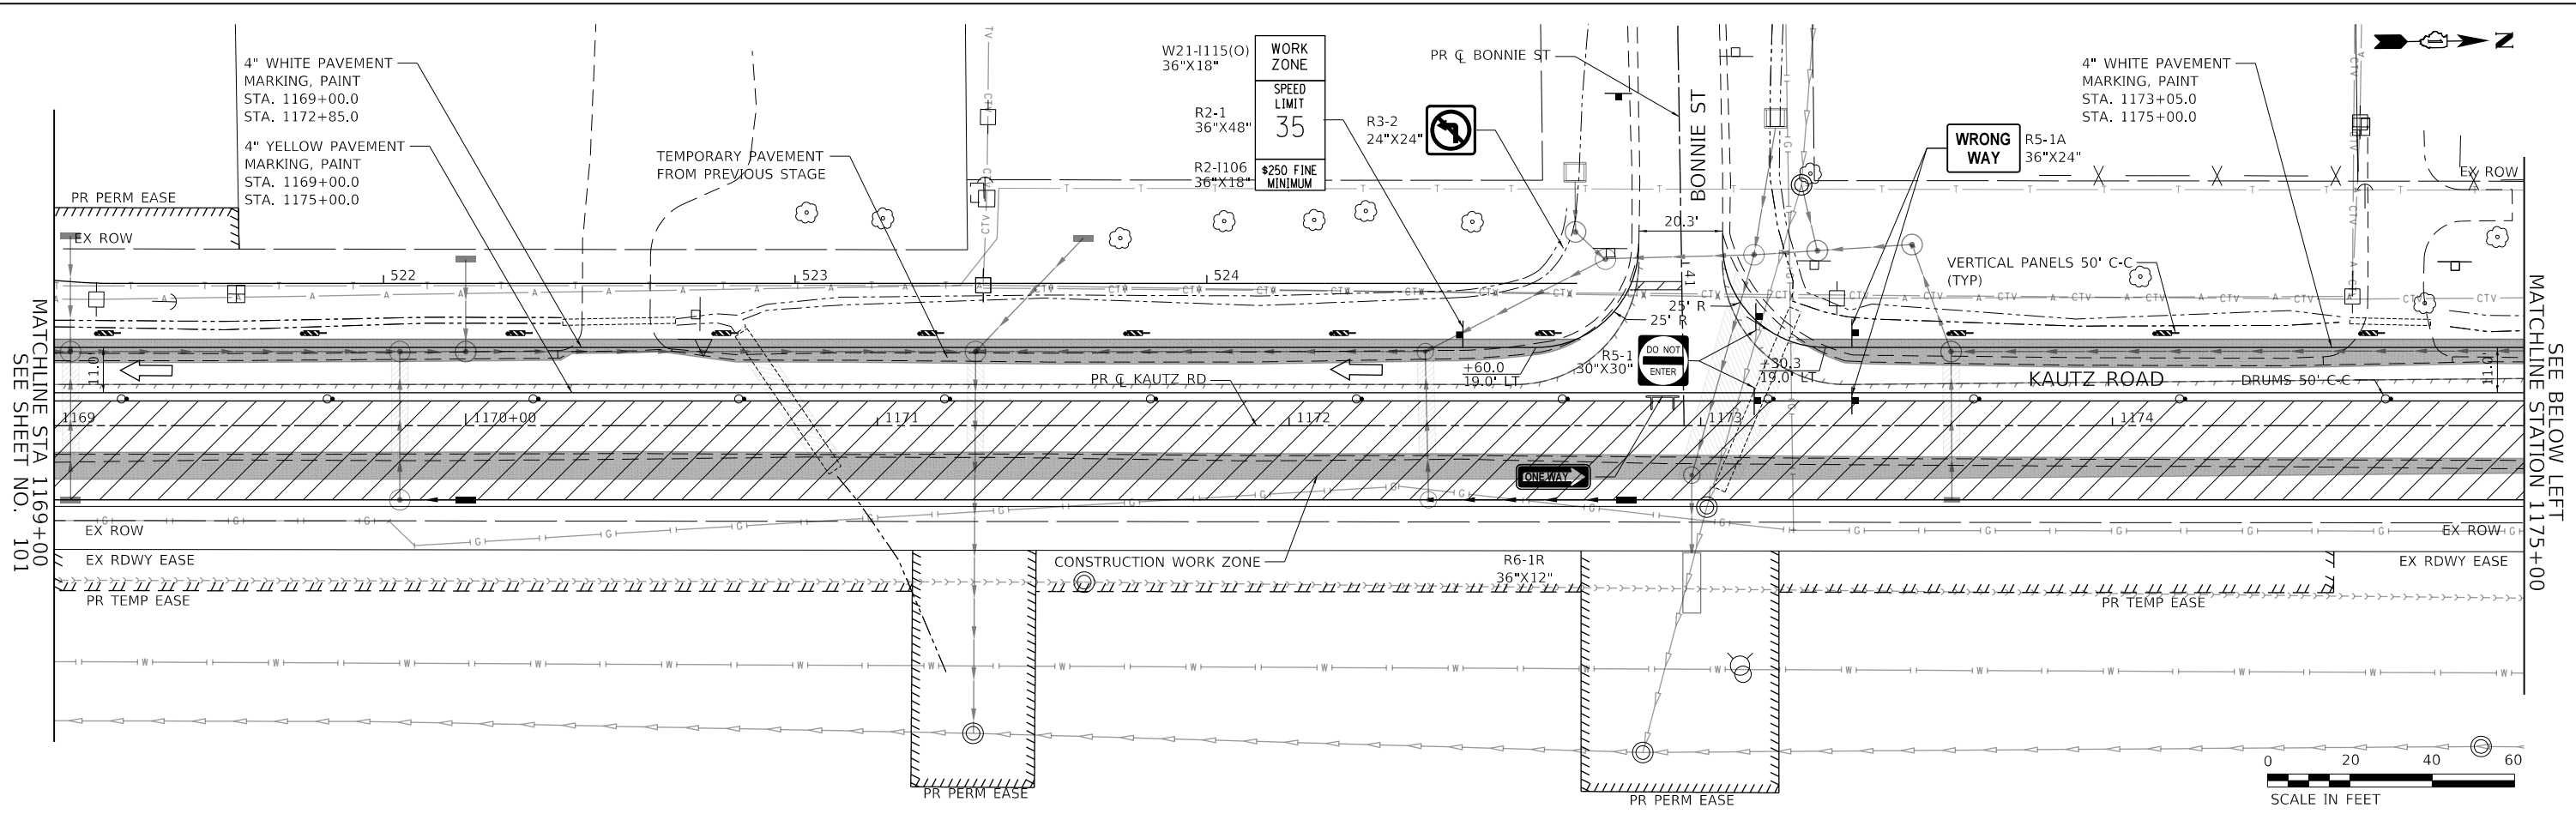 4" WHITE PAVEMENT
MARKING, PAINT
STA. 1169+00.0
STA. 1172+85.0
4" YELLOW PAVEMENT
MARKING, PAINT
STA. 1169+00.0
STA. 1175+00.0
PR PERM EASE
EX ROW
TEMPORARY PAVEMENT
FROM PREVIOUS STAGE
W21-I115(O)
36"X18"
WORK
ZONE
R2-1
36"X48"
SPEED
LIMIT
35
R2-I106
36"X18"
$250 FINE
MINIMUM
R3-2
24"X24"
PR ℄ BONNIE ST
BONNIE ST
20.3'
41
WRONG
WAY
R5-1A
36"X24"
4" WHITE PAVEMENT
MARKING, PAINT
STA. 1173+05.0
STA. 1175+00.0
N
EX ROW
VERTICAL PANELS 50' C-C
(TYP)
522
523
524
25' R
25' R
R5-1
30"X30"
DO NOT
ENTER
+60.0
19.0' LT
+30.3
19.0' LT
11.0'
11.0'
PR ℄ KAUTZ RD
KAUTZ ROAD
DRUMS 50' C-C
1169
1170+00
1171
1172
1173
1174
ONE WAY
R6-1R
36"X12"
CONSTRUCTION WORK ZONE
EX ROW
EX RDWY EASE
PR TEMP EASE
EX ROW
EX RDWY EASE
PR TEMP EASE
PR PERM EASE
PR PERM EASE
MATCHLINE STA 1169+00
SEE SHEET NO. 101
SEE BELOW LEFT
MATCHLINE STATION 1175+00
0 20 40 60
SCALE IN FEET